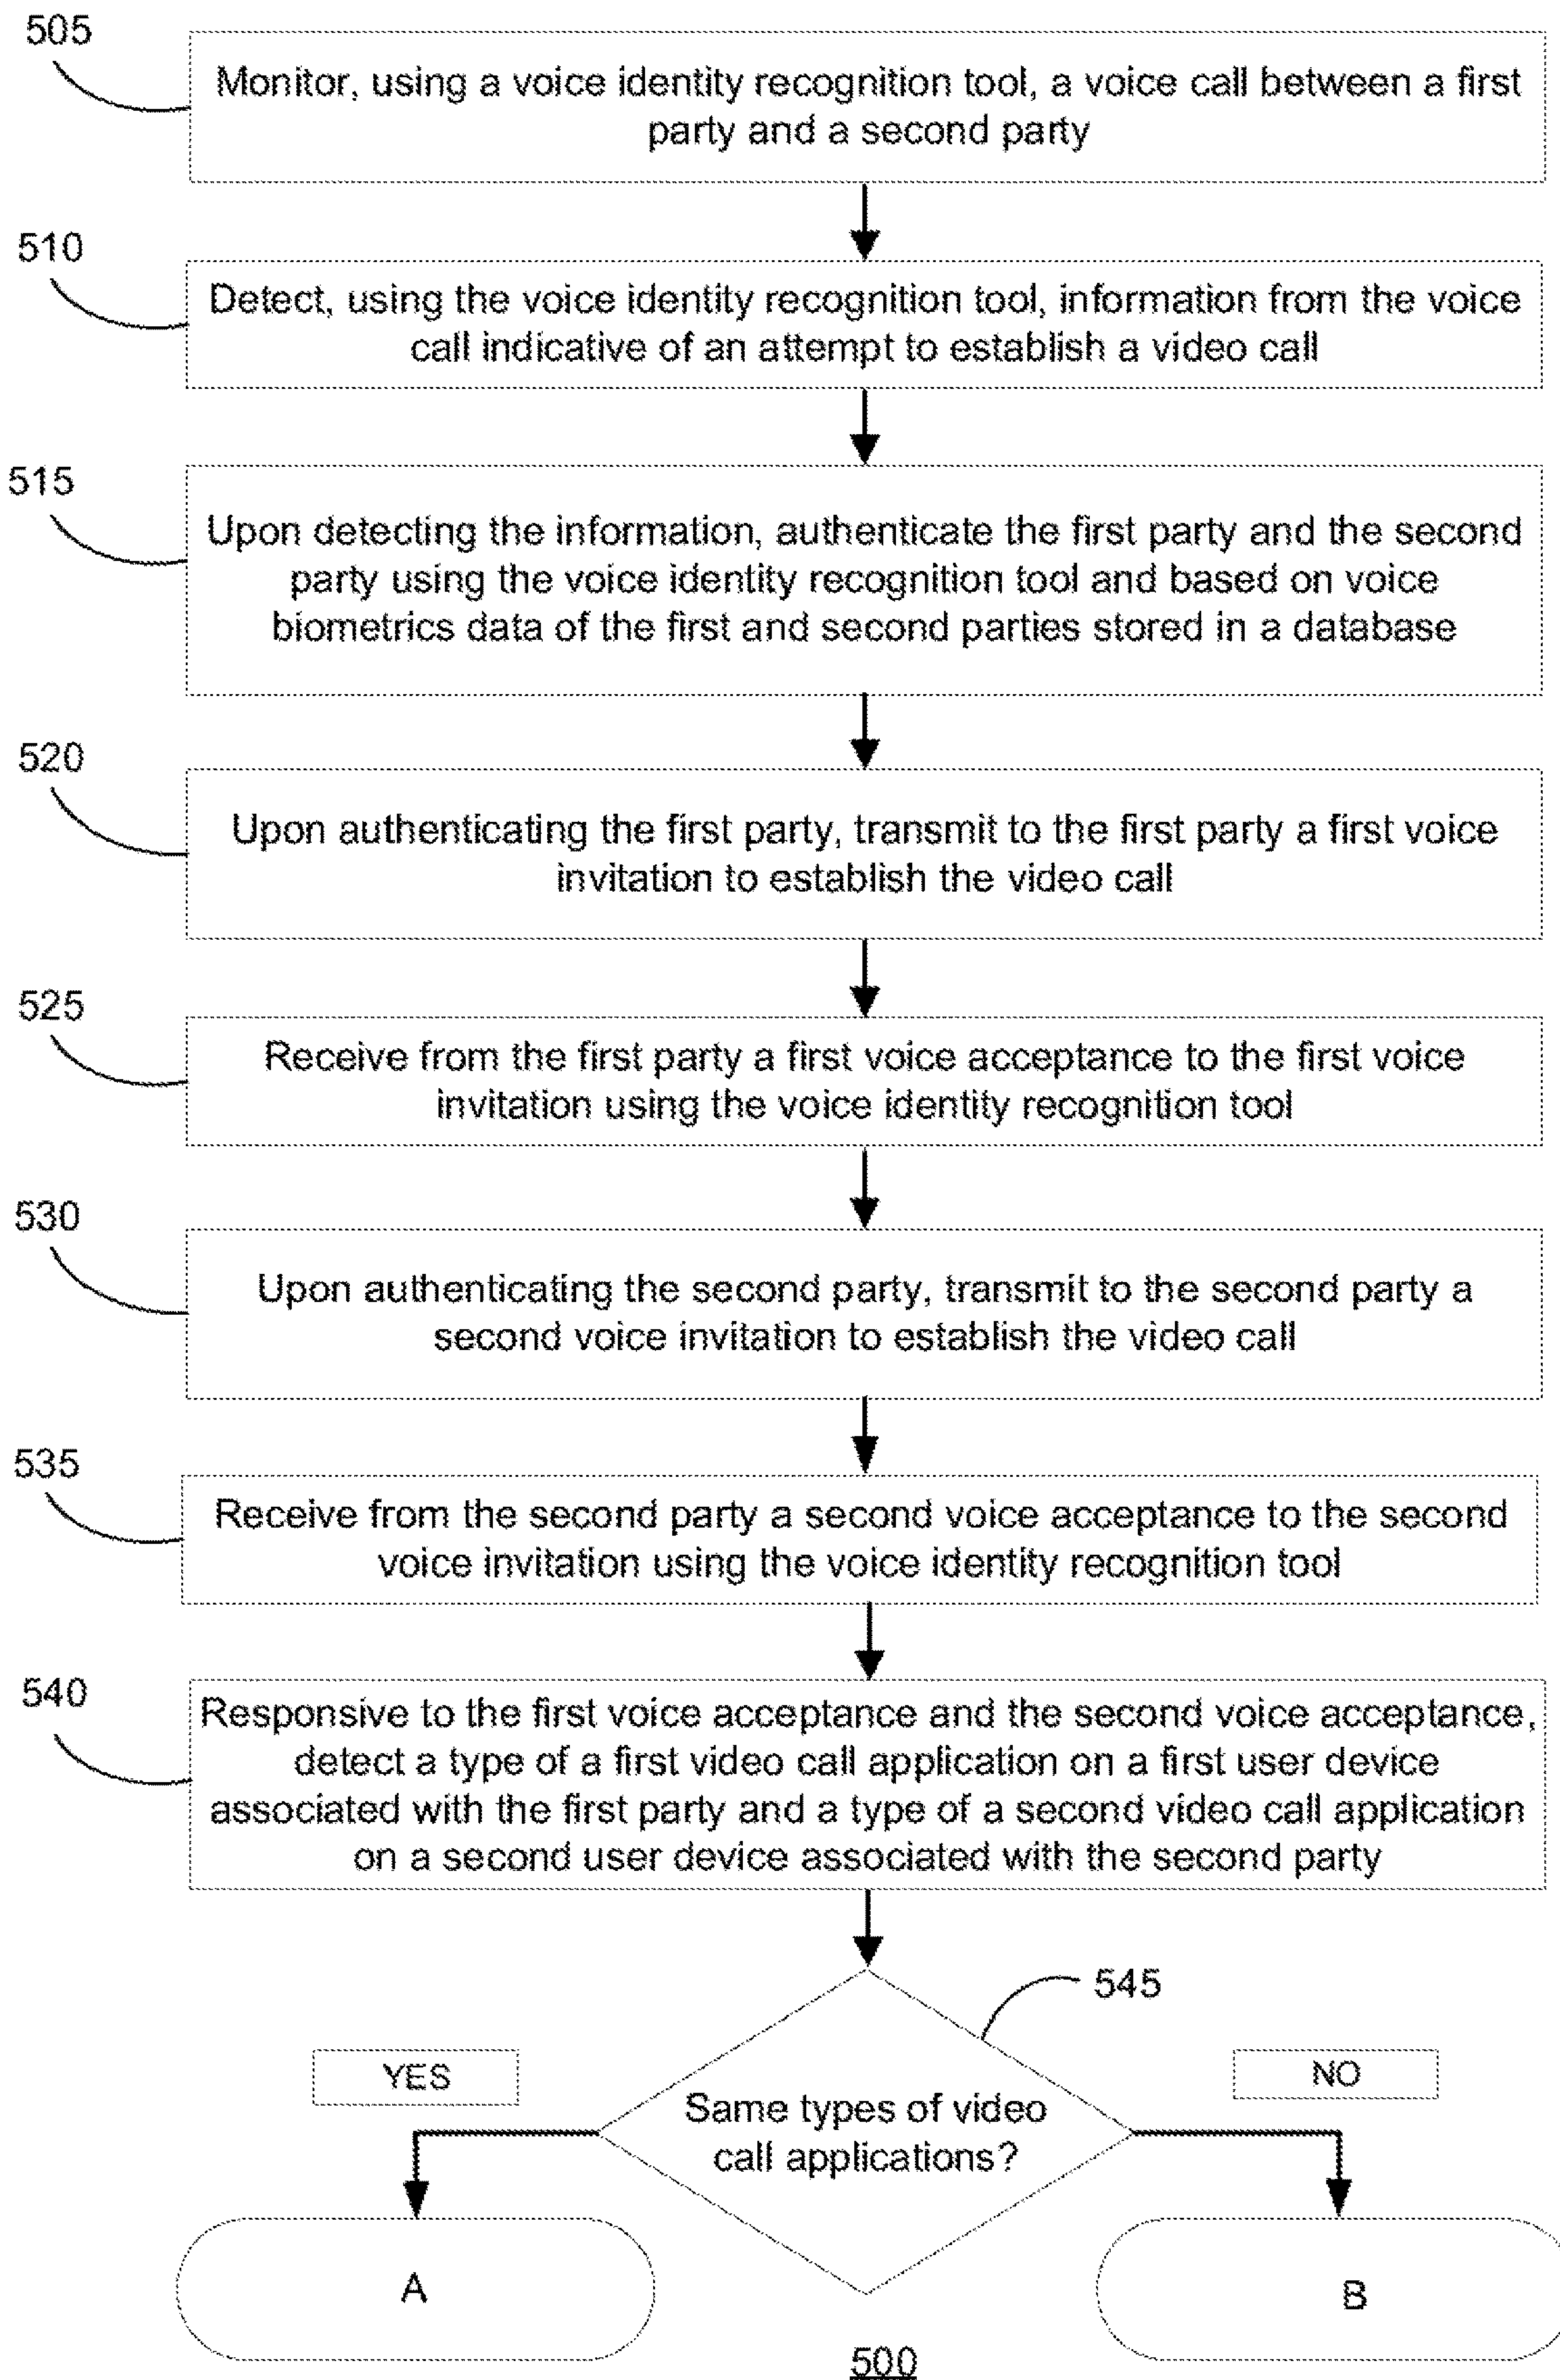 505
Monitor, using a voice identity recognition tool, a voice call between a first
party and a second party
510
Detect, using the voice identity recognition tool, information from the voice
call indicative of an attempt to establish a video call
515
Upon detecting the information, authenticate the first party and the second
party using the voice identity recognition tool and based on voice
biometrics data of the first and second parties stored in a database
520
Upon authenticating the first party, transmit to the first party a first voice
invitation to establish the video call
525
Receive from the first party a first voice acceptance to the first voice
invitation using the voice identity recognition tool
530
Upon authenticating the second party, transmit to the second party a
second voice invitation to establish the video call
535
Receive from the second party a second voice acceptance to the second
voice invitation using the voice identity recognition tool
540
Responsive to the first voice acceptance and the second voice acceptance,
detect a type of a first video call application on a first user device
associated with the first party and a type of a second video call application
on a second user device associated with the second party
545
YES
NO
Same types of video
call applications?
A
B
500